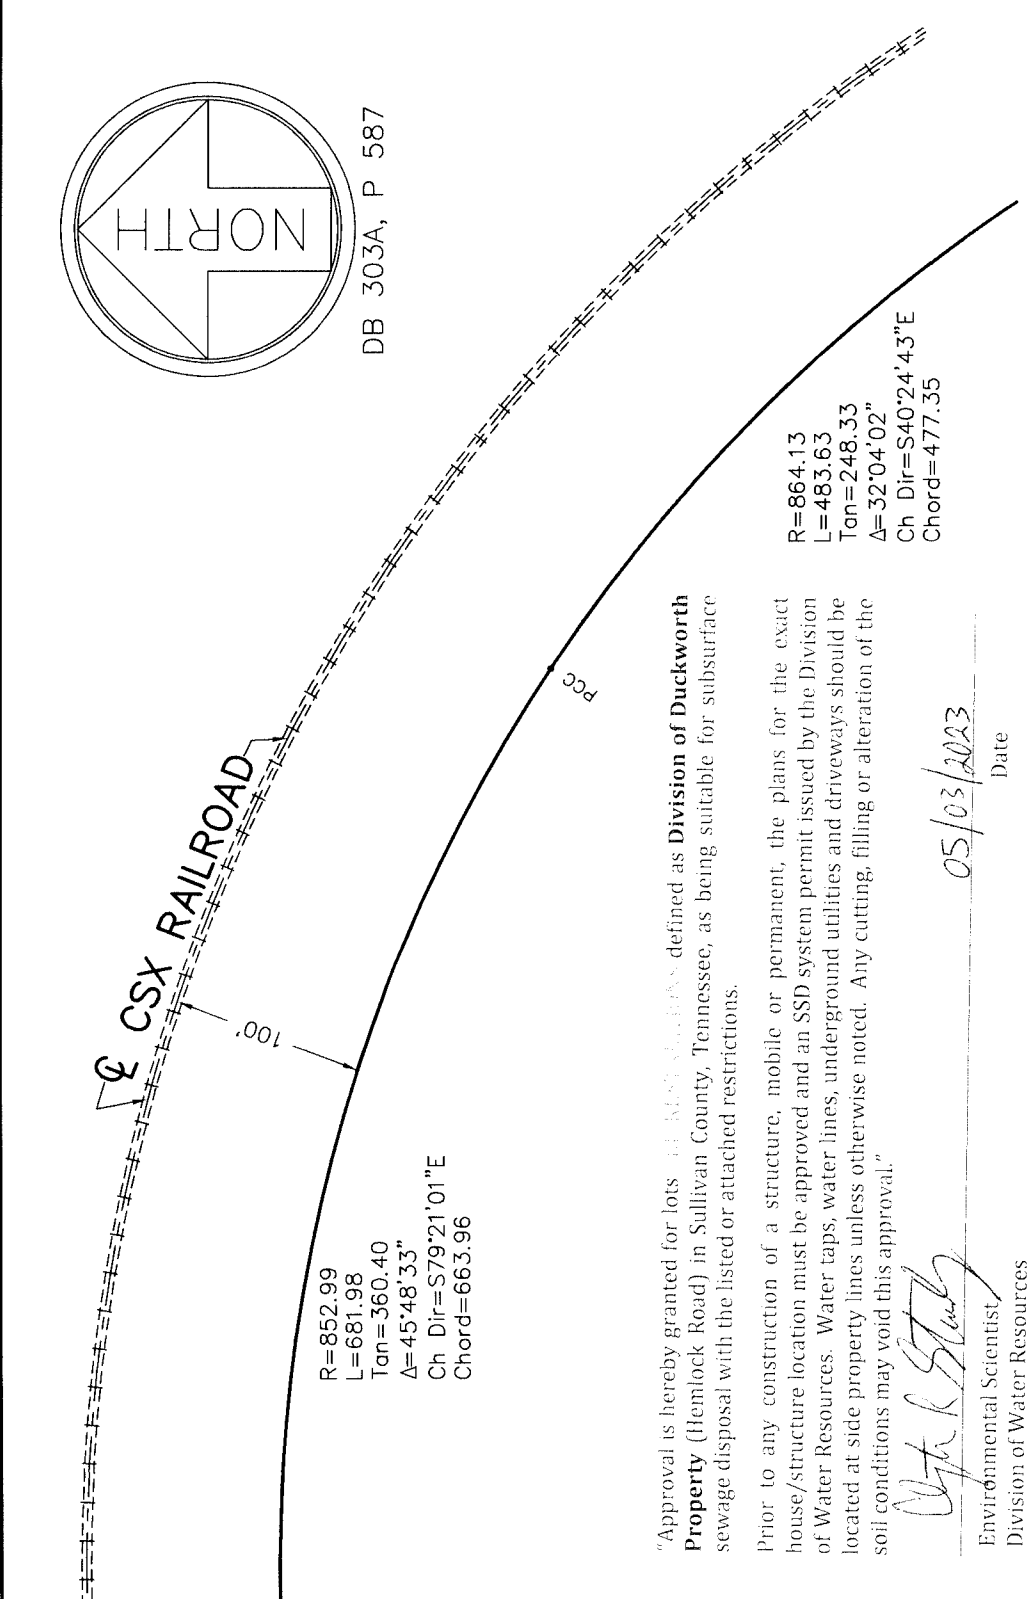 NORTH
DB 303A, P 587
℄ CSX RAILROAD
100'
PCC
R=852.99
L=681.98
Tan=360.40
Δ=45°48'33"
Ch Dir=S79°21'01"E
Chord=663.96
R=864.13
L=483.63
Tan=248.33
Δ=32°04'02"
Ch Dir=S40°24'43"E
Chord=477.35
"Approval is hereby granted for lots defined as Division of Duckworth
Property (Hemlock Road) in Sullivan County, Tennessee, as being suitable for subsurface
sewage disposal with the listed or attached restrictions.
Prior to any construction of a structure, mobile or permanent, the plans for the exact
house/structure location must be approved and an SSD system permit issued by the Division
of Water Resources. Water taps, water lines, underground utilities and driveways should be
located at side property lines unless otherwise noted. Any cutting, filling or alteration of the
soil conditions may void this approval."
05/03/2023
Environmental Scientist
Date
Division of Water Resources